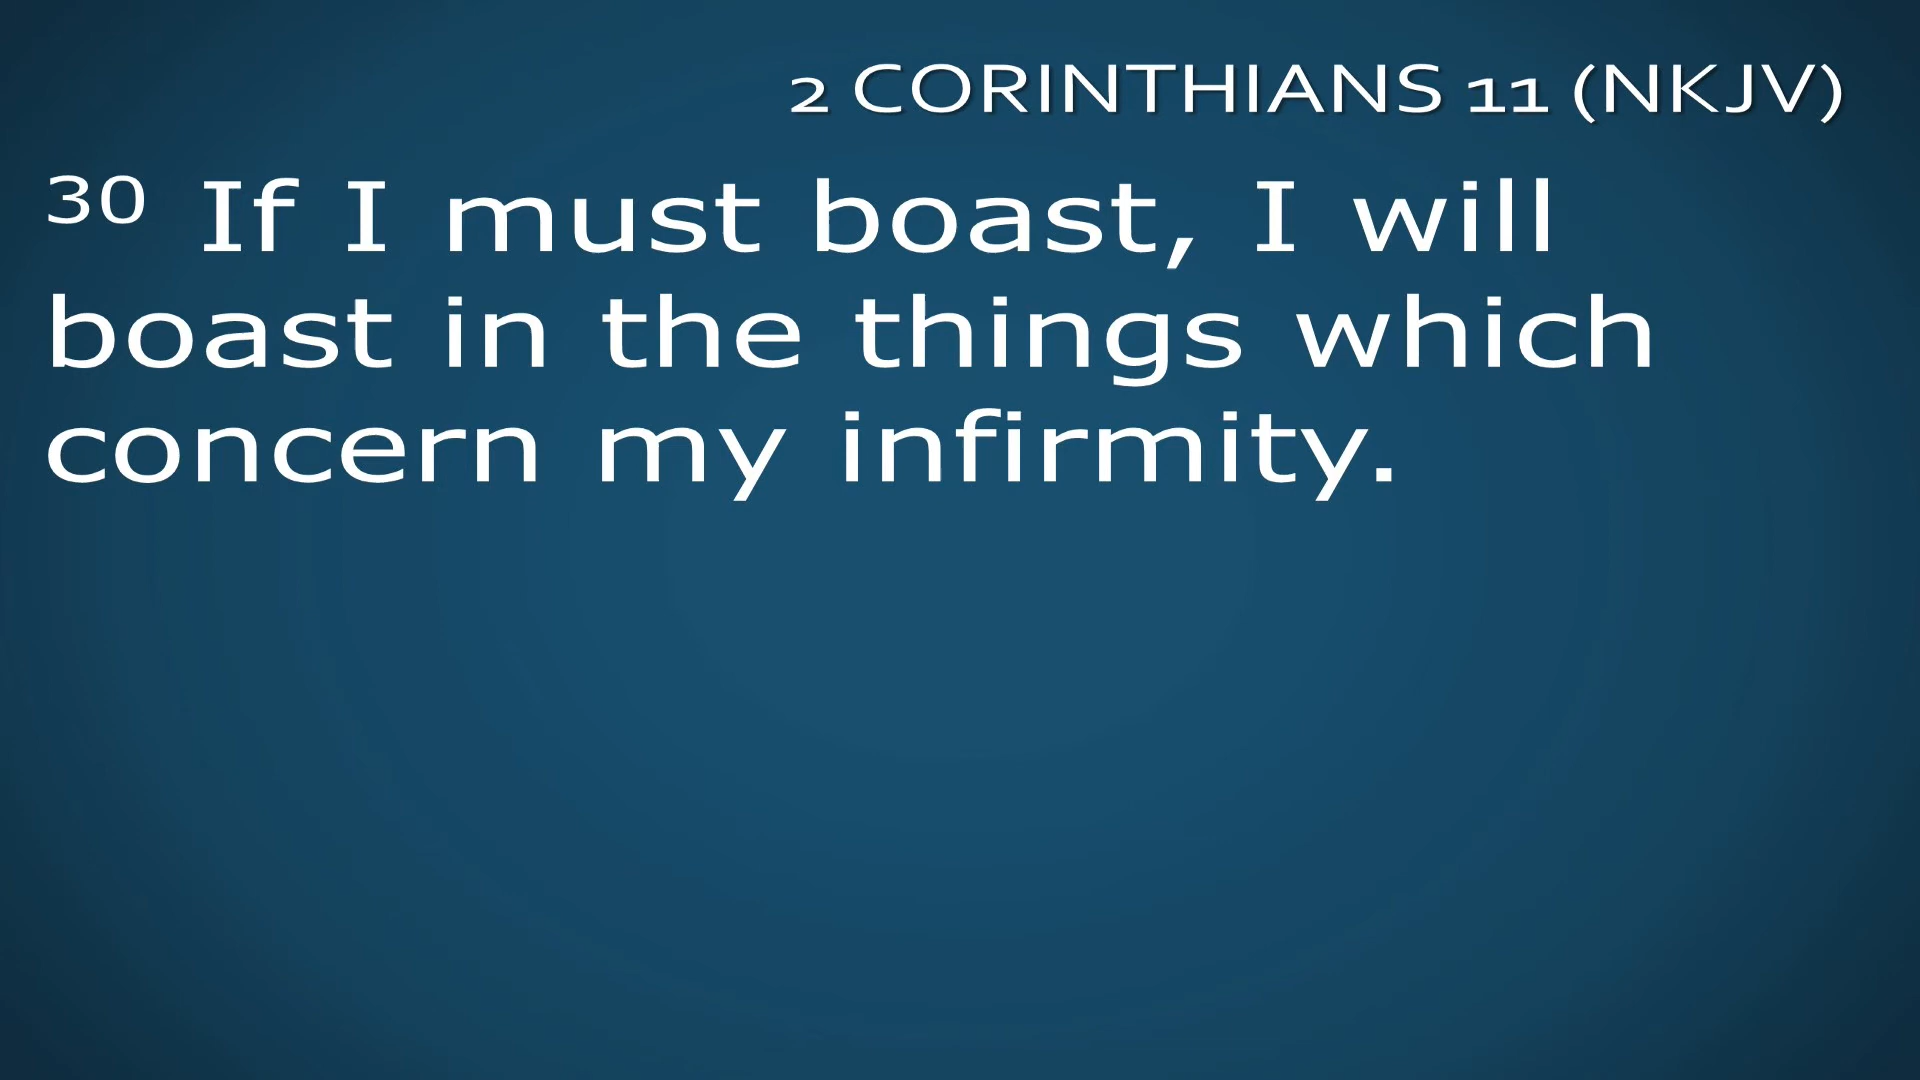 2 CORINTHIANS 11 (NKJV)
30 If I must boast, I will
boast in the things which
concern my infirmity.